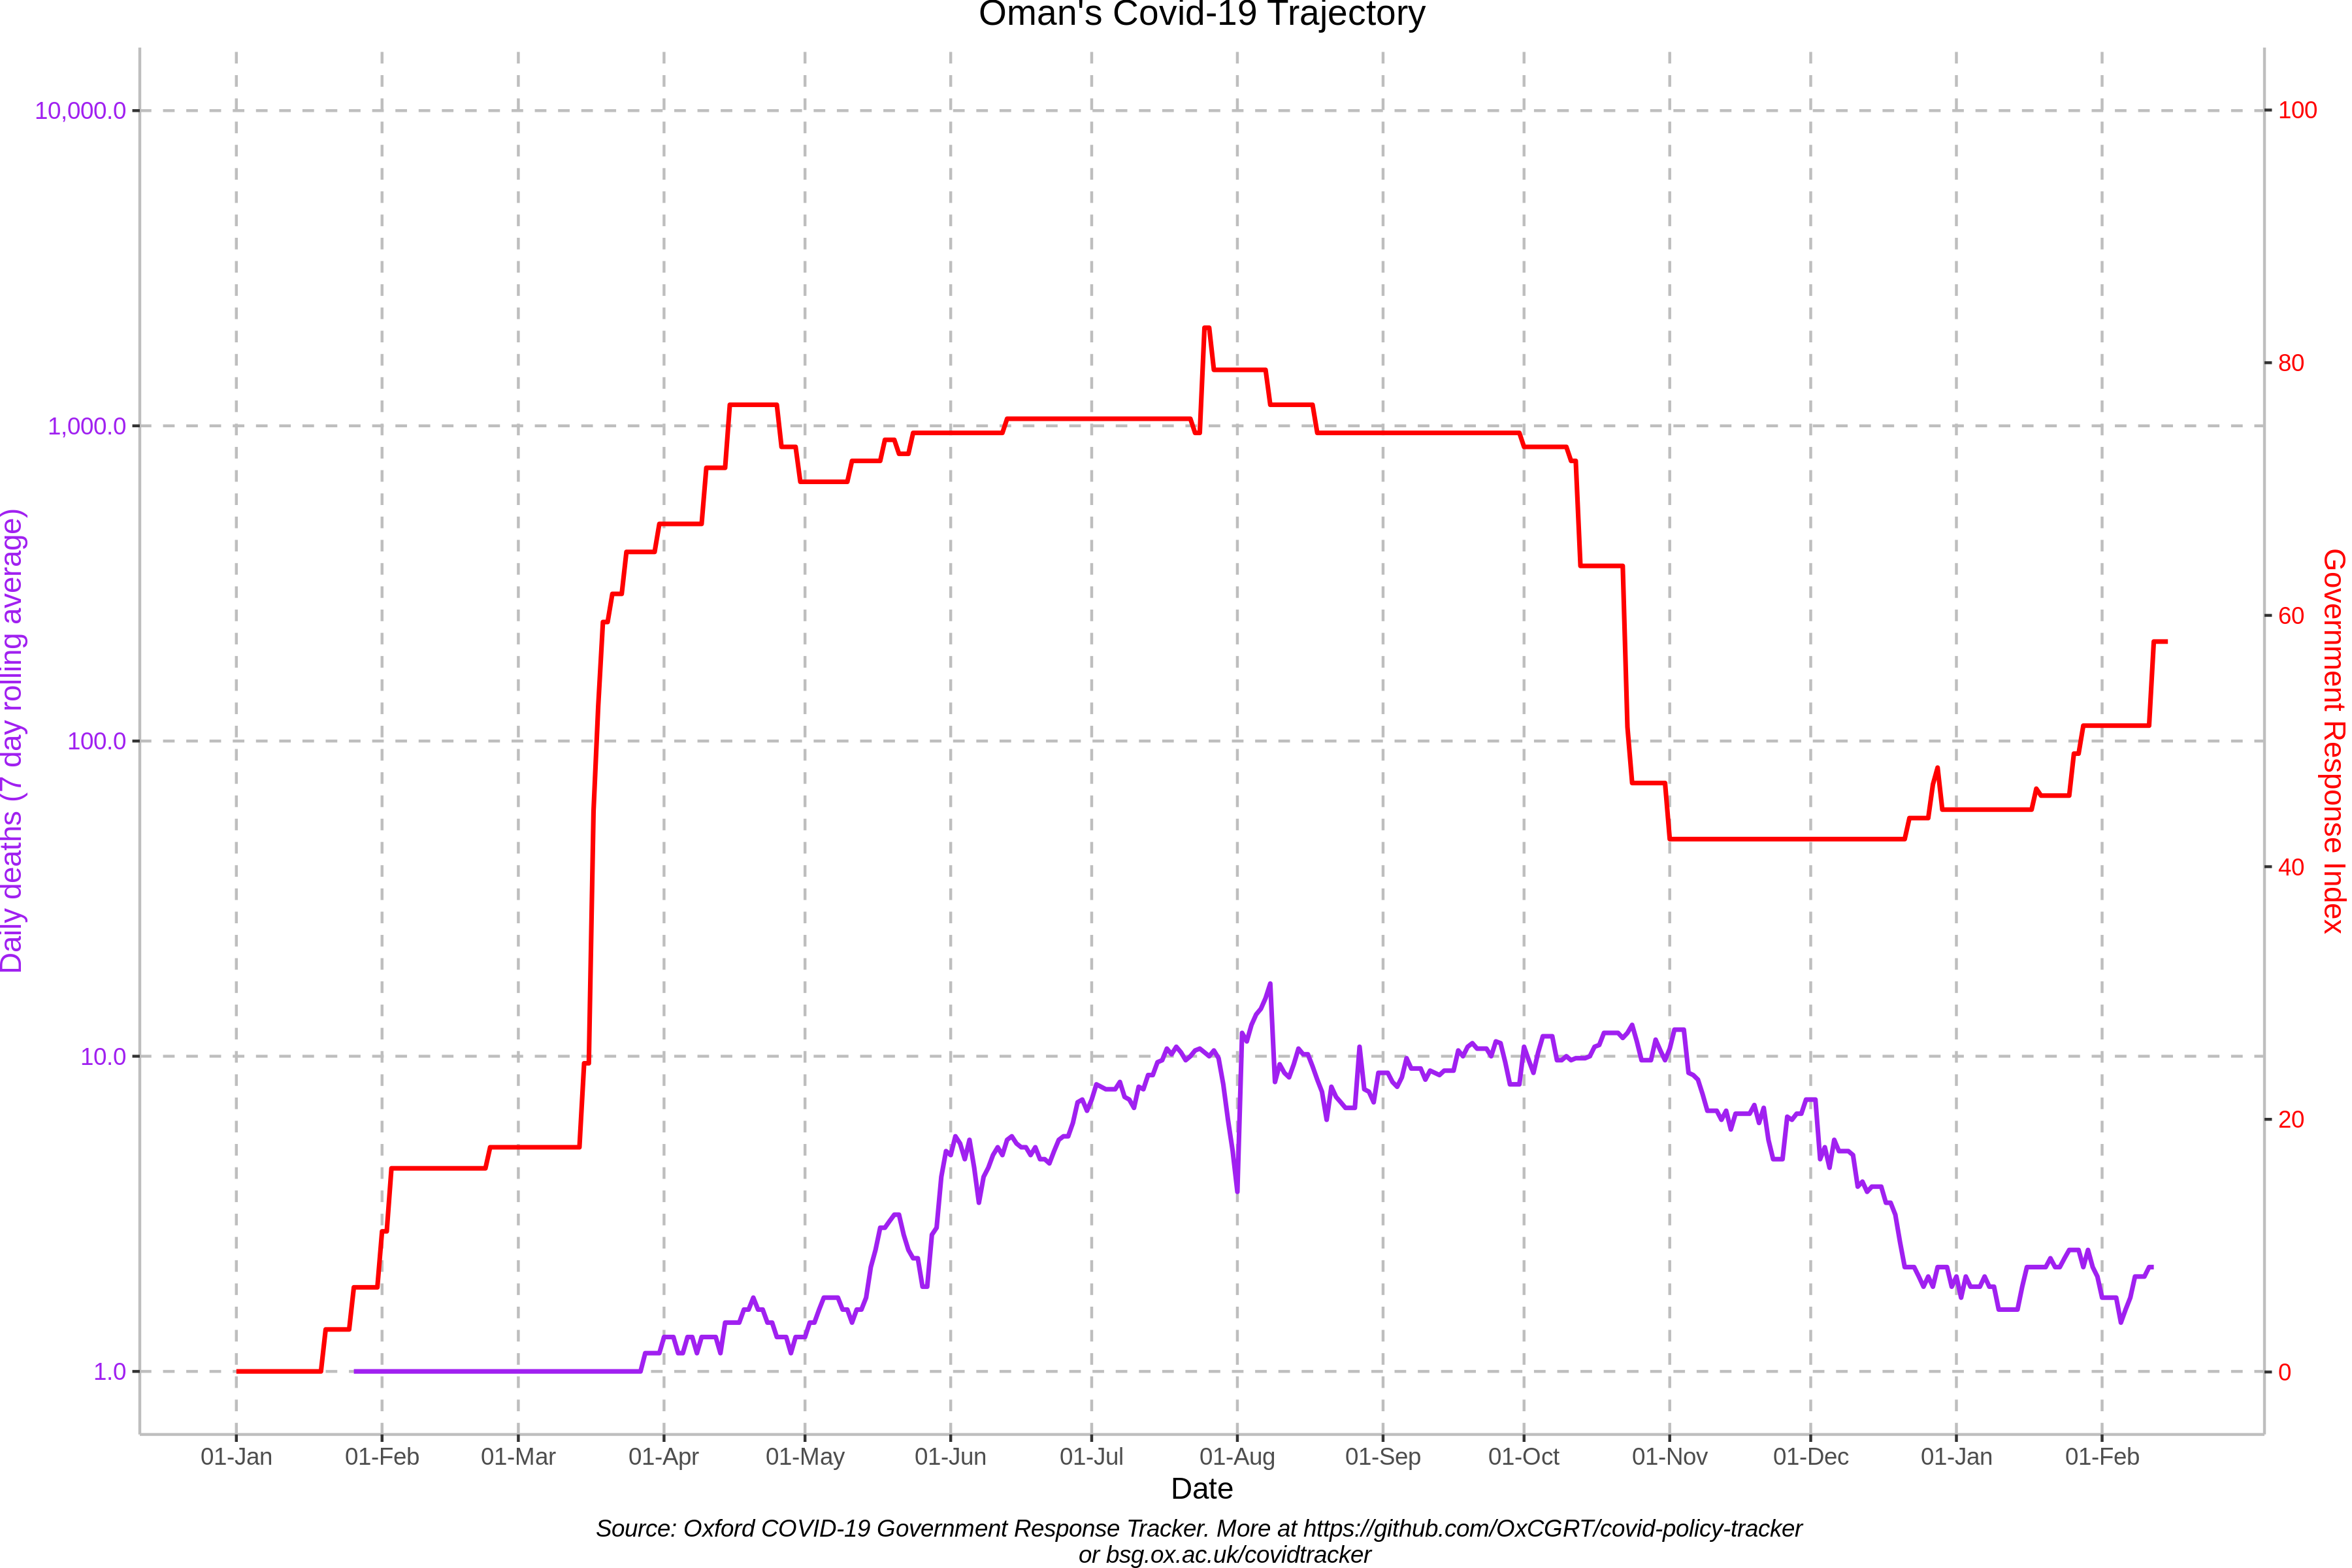 Oman's Covid-19 Trajectory
10,000.0
1,000.0
100.0
10.0
1.0
Daily deaths (7 day rolling average)
100
80
60
40
20
0
Government Response Index
01-Jan 01-Feb 01-Mar 01-Apr 01-May 01-Jun 01-Jul 01-Aug 01-Sep 01-Oct 01-Nov 01-Dec 01-Jan 01-Feb
Date
Source: Oxford COVID-19 Government Response Tracker. More at https://github.com/OxCGRT/covid-policy-tracker
or bsg.ox.ac.uk/covidtracker